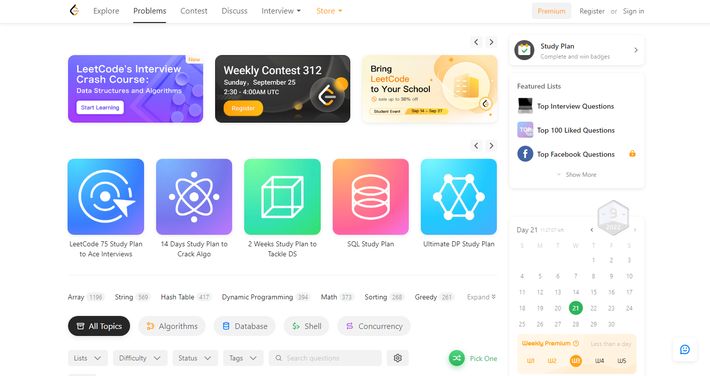 Explore Problems Contest Discuss Interview Store Premium Register or Sign in
New
LeetCode's Interview
Crash Course:
Data Structures and Algorithms
Start Learning
Weekly Contest 312
Sunday, September 25
2:30 - 4:00AM UTC
Register
Bring
LeetCode
to Your School
save up to 38% off
Student Event Sep 14 - Sep 27
LeetCode 75 Study Plan
to Ace Interviews
14 Days Study Plan to
Crack Algo
2 Weeks Study Plan to
Tackle DS
SQL Study Plan
Ultimate DP Study Plan
Array 1196 String 569 Hash Table 417 Dynamic Programming 394 Math 373 Sorting 268 Greedy 261 Expand
All Topics Algorithms Database Shell Concurrency
Lists Difficulty Status Tags Search questions Pick One
Study Plan
Complete and win badges
Featured Lists
Top Interview Questions
TOP
Top 100 Liked Questions
Top Facebook Questions
Show More
9
2022
Day 21
S M T W T F S
1 2 3
4 5 6 7 8 9 10
11 12 13 14 15 16 17
18 19 20 21 22 23 24
25 26 27 28 29 30
Weekly Premium Less than a day
W1 W2 W3 W4 W5